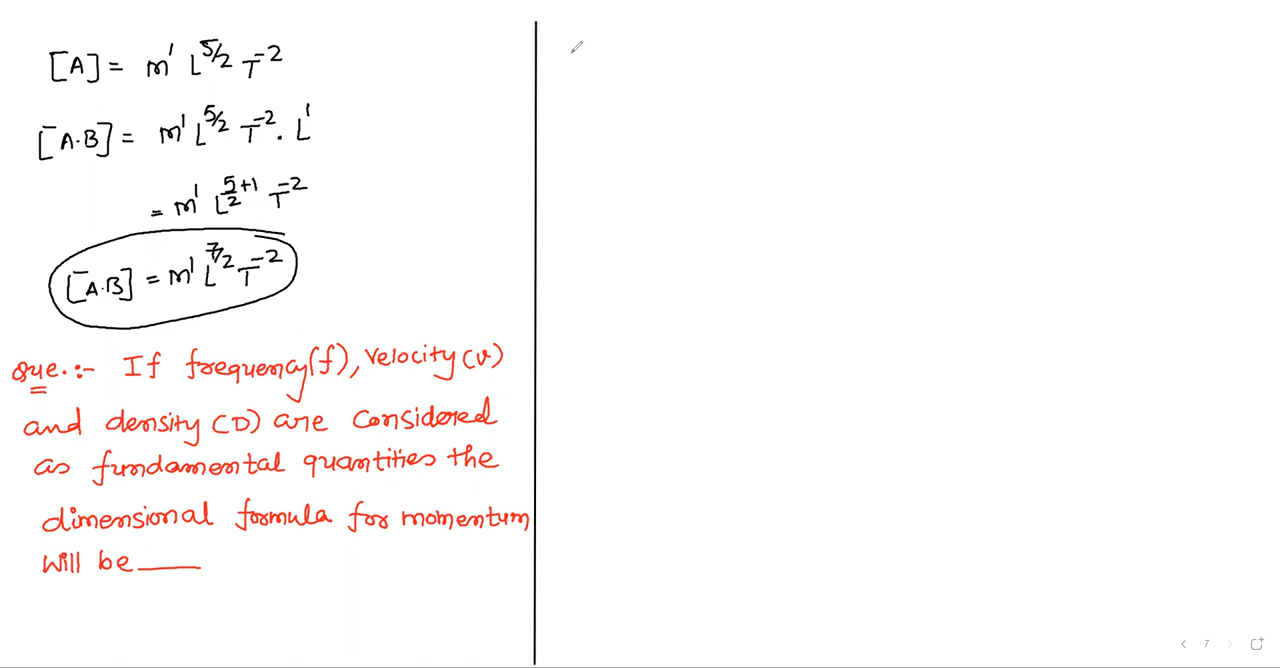 [A] = M¹ L^5/2 T^-2
[A·B] = M¹ L^5/2 T^-2 · L¹
= M¹ L^5/2+1 T^-2
[A·B] = M¹ L^7/2 T^-2
Que. :- If frequency(f), velocity(v)
and density (D) are considered
as fundamental quantities the
dimensional formula for momentum
will be ____
7